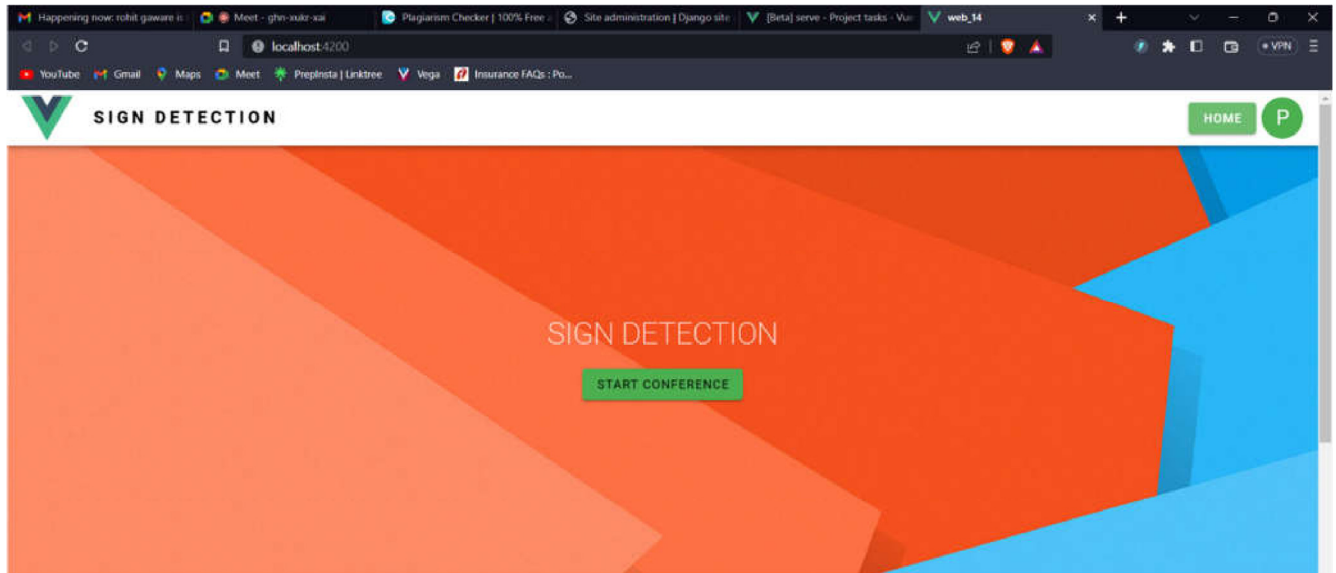 Happening now: rohit gaware is Meet - ghn-xukr-xai Plagiarism Checker | 100% Free Site administration | Django site [Beta] serve - Project tasks - Vue web_14
localhost:4200 VPN
YouTube Gmail Maps Meet PrepInsta | Linktree Vega Insurance FAQs : Po...
SIGN DETECTION HOME P
SIGN DETECTION
START CONFERENCE